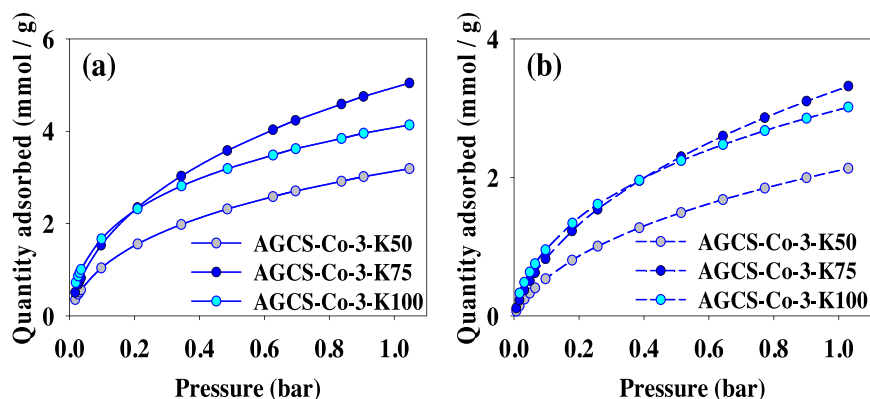 (a)
Quantity adsorbed (mmol / g)
6
4
2
0
AGCS-Co-3-K50
AGCS-Co-3-K75
AGCS-Co-3-K100
0.0 0.2 0.4 0.6 0.8 1.0
Pressure (bar)
(b)
Quantity adsorbed (mmol / g)
4
2
0
AGCS-Co-3-K50
AGCS-Co-3-K75
AGCS-Co-3-K100
0.0 0.2 0.4 0.6 0.8 1.0
Pressure (bar)